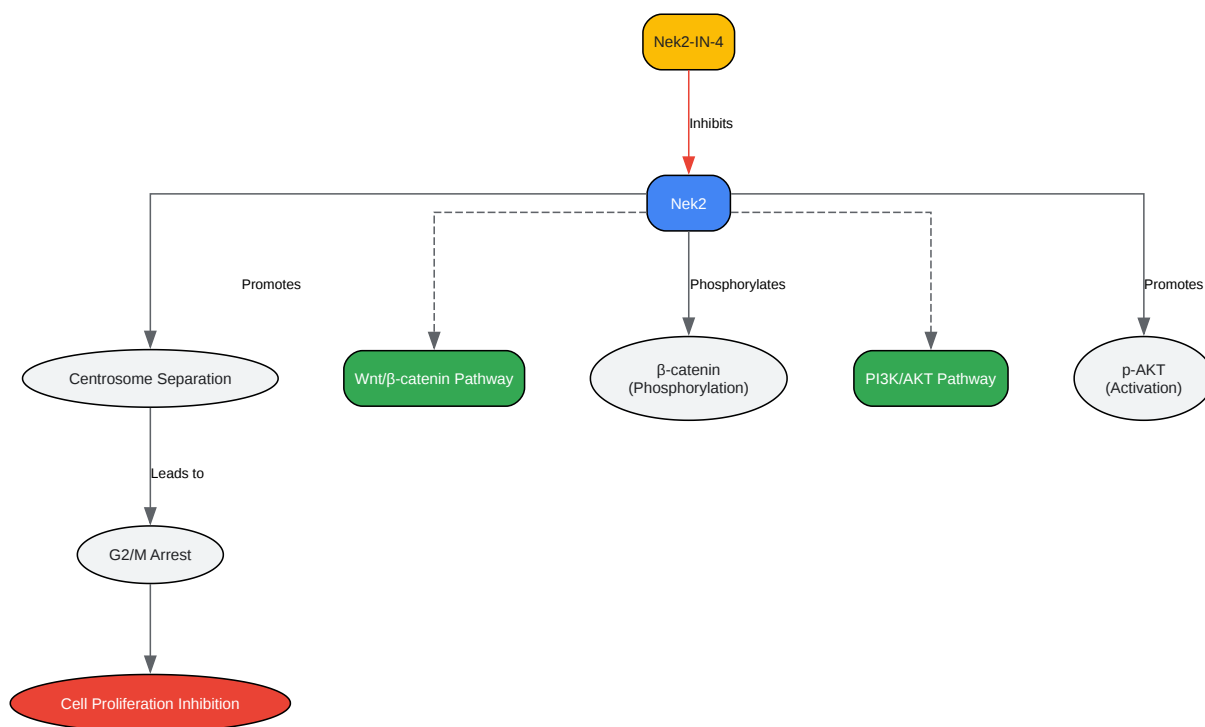 Nek2-IN-4
Inhibits
Nek2
Promotes
Phosphorylates
Promotes
Centrosome Separation
Wnt/β-catenin Pathway
β-catenin
(Phosphorylation)
PI3K/AKT Pathway
p-AKT
(Activation)
Leads to
G2/M Arrest
Cell Proliferation Inhibition